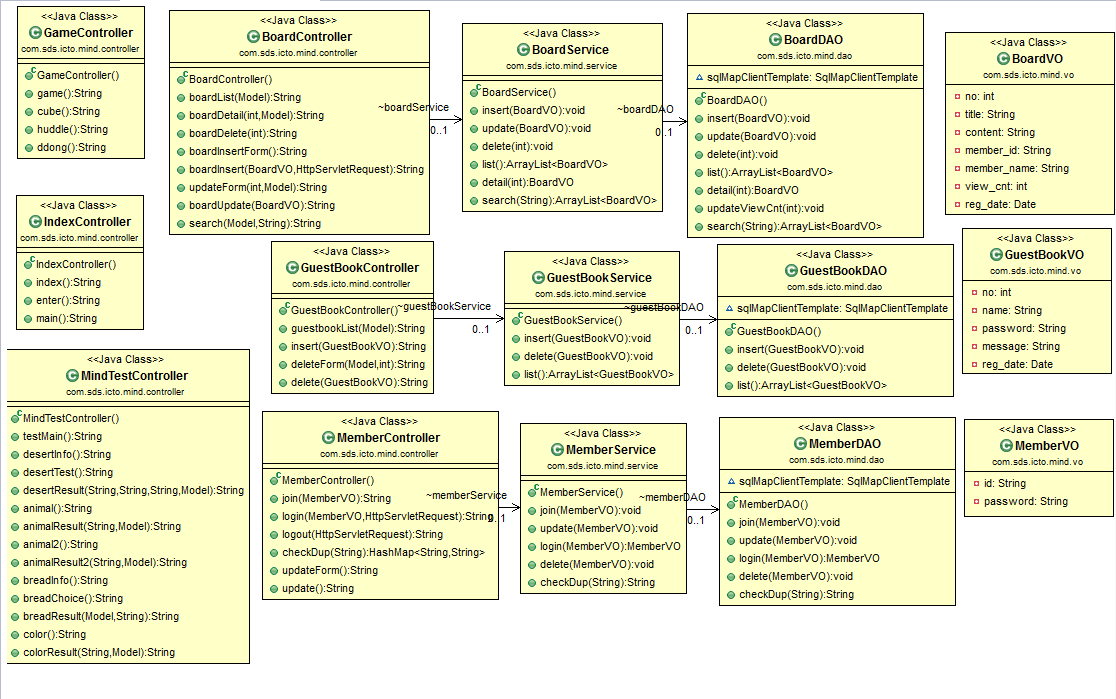 <<Java Class>>
GameController
com.sds.icto.mind.controller
GameController()
game():String
cube():String
huddle():String
ddong():String
<<Java Class>>
BoardController
com.sds.icto.mind.controller
BoardController()
boardList(Model):String
boardDetail(int,Model):String
boardDelete(int):String
boardInsertForm():String
boardInsert(BoardVO,HttpServletRequest):String
updateForm(int,Model):String
boardUpdate(BoardVO):String
search(Model,String):String
~boardService
0..1
<<Java Class>>
BoardService
com.sds.icto.mind.service
BoardService()
insert(BoardVO):void
update(BoardVO):void
delete(int):void
list():ArrayList<BoardVO>
detail(int):BoardVO
search(String):ArrayList<BoardVO>
~boardDAO
0..1
<<Java Class>>
BoardDAO
com.sds.icto.mind.dao
sqlMapClientTemplate: SqlMapClientTemplate
BoardDAO()
insert(BoardVO):void
update(BoardVO):void
delete(int):void
list():ArrayList<BoardVO>
detail(int):BoardVO
updateViewCnt(int):void
search(String):ArrayList<BoardVO>
<<Java Class>>
BoardVO
com.sds.icto.mind.vo
no: int
title: String
content: String
member_id: String
member_name: String
view_cnt: int
reg_date: Date
<<Java Class>>
IndexController
com.sds.icto.mind.controller
IndexController()
index():String
enter():String
main():String
<<Java Class>>
GuestBookController
com.sds.icto.mind.controller
GuestBookController()
guestbookList(Model):String
insert(GuestBookVO):String
deleteForm(Model,int):String
delete(GuestBookVO):String
~guestBookService
0..1
<<Java Class>>
GuestBookService
com.sds.icto.mind.service
GuestBookService()
insert(GuestBookVO):void
delete(GuestBookVO):void
list():ArrayList<GuestBookVO>
~guestBookDAO
0..1
<<Java Class>>
GuestBookDAO
com.sds.icto.mind.dao
sqlMapClientTemplate: SqlMapClientTemplate
GuestBookDAO()
insert(GuestBookVO):void
delete(GuestBookVO):void
list():ArrayList<GuestBookVO>
<<Java Class>>
GuestBookVO
com.sds.icto.mind.vo
no: int
name: String
password: String
message: String
reg_date: Date
<<Java Class>>
MindTestController
com.sds.icto.mind.controller
MindTestController()
testMain():String
desertInfo():String
desertTest():String
desertResult(String,String,String,Model):String
animal():String
animalResult(String,Model):String
animal2():String
animalResult2(String,Model):String
breadInfo():String
breadChoice():String
breadResult(Model,String):String
color():String
colorResult(String,Model):String
<<Java Class>>
MemberController
com.sds.icto.mind.controller
MemberController()
join(MemberVO):String
login(MemberVO,HttpServletRequest):String
logout(HttpServletRequest):String
checkDup(String):HashMap<String,String>
updateForm():String
update():String
~memberService
0..1
<<Java Class>>
MemberService
com.sds.icto.mind.service
MemberService()
join(MemberVO):void
update(MemberVO):void
login(MemberVO):MemberVO
delete(MemberVO):void
checkDup(String):String
~memberDAO
0..1
<<Java Class>>
MemberDAO
com.sds.icto.mind.dao
sqlMapClientTemplate: SqlMapClientTemplate
MemberDAO()
join(MemberVO):void
update(MemberVO):void
login(MemberVO):MemberVO
delete(MemberVO):void
checkDup(String):String
<<Java Class>>
MemberVO
com.sds.icto.mind.vo
id: String
password: String